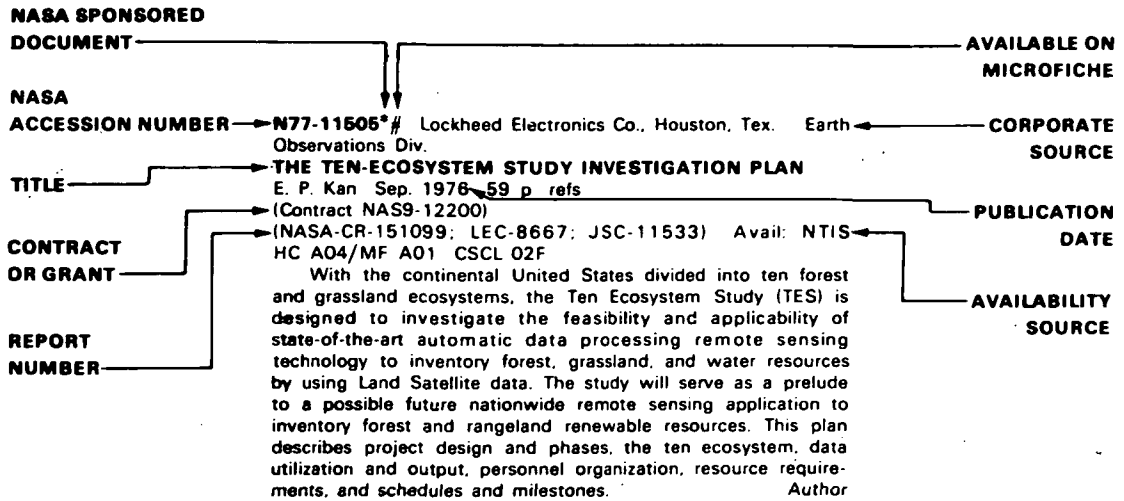 NASA SPONSORED
DOCUMENT
AVAILABLE ON
MICROFICHE
NASA
ACCESSION NUMBER
N77-11505*# Lockheed Electronics Co., Houston, Tex. Earth
Observations Div.
CORPORATE
SOURCE
TITLE
THE TEN-ECOSYSTEM STUDY INVESTIGATION PLAN
E. P. Kan Sep. 1976 59 p refs
(Contract NAS9-12200)
PUBLICATION
DATE
CONTRACT
OR GRANT
(NASA-CR-151099; LEC-8667; JSC-11533) Avail: NTIS
HC A04/MF A01 CSCL 02F
AVAILABILITY
SOURCE
REPORT
NUMBER
With the continental United States divided into ten forest
and grassland ecosystems, the Ten Ecosystem Study (TES) is
designed to investigate the feasibility and applicability of
state-of-the-art automatic data processing remote sensing
technology to inventory forest, grassland, and water resources
by using Land Satellite data. The study will serve as a prelude
to a possible future nationwide remote sensing application to
inventory forest and rangeland renewable resources. This plan
describes project design and phases, the ten ecosystem, data
utilization and output, personnel organization, resource require-
ments, and schedules and milestones. Author